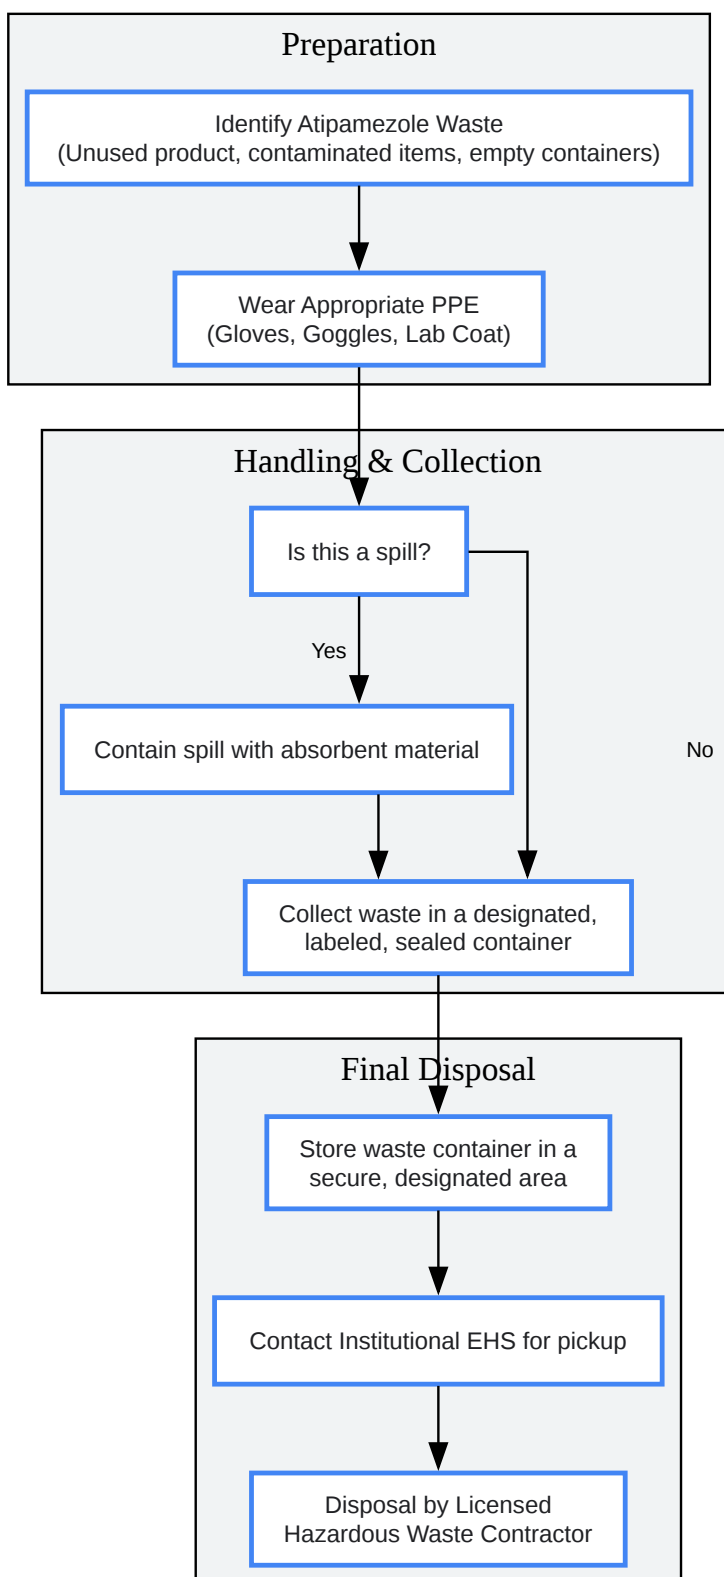 Preparation
Identify Atipamezole Waste
(Unused product, contaminated items, empty containers)
Wear Appropriate PPE
(Gloves, Goggles, Lab Coat)
Handling & Collection
Is this a spill?
Yes
Contain spill with absorbent material
No
Collect waste in a designated,
labeled, sealed container
Final Disposal
Store waste container in a
secure, designated area
Contact Institutional EHS for pickup
Disposal by Licensed
Hazardous Waste Contractor